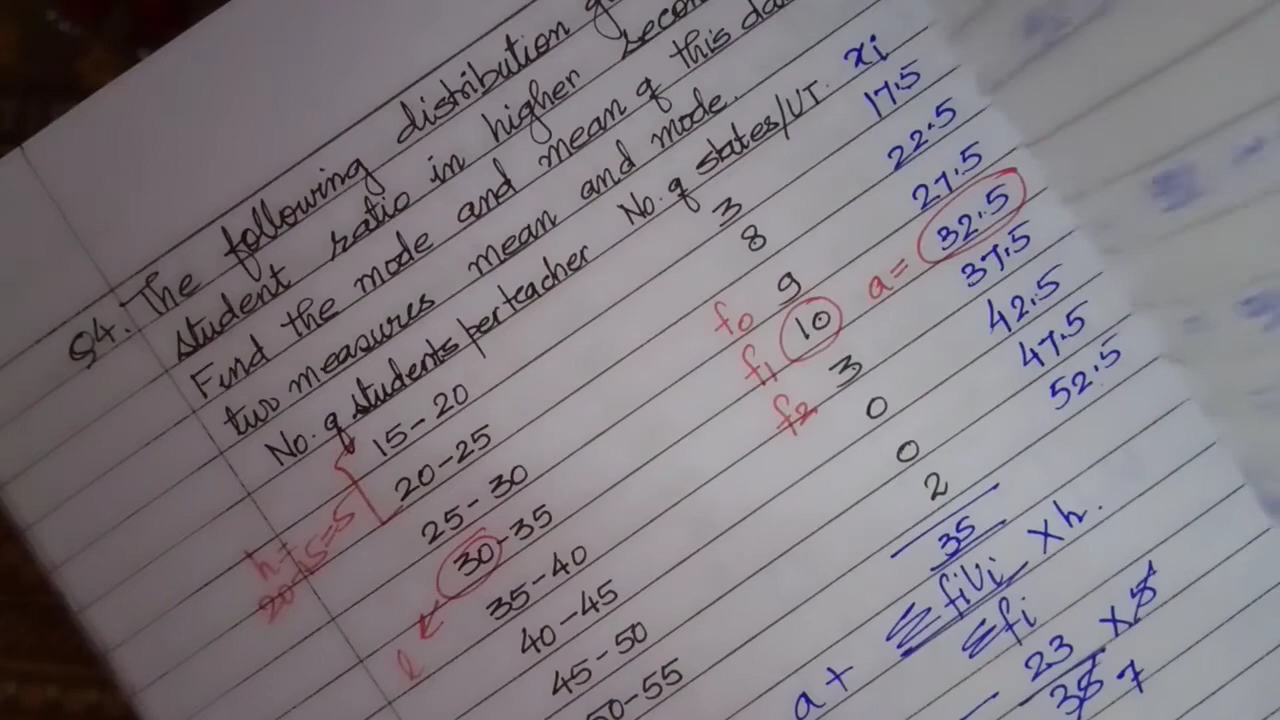 Q4. The following distribution
student ratio in higher
Find the mode and mean of this
two measures mean and mode.
No. of students per teacher No. of states/UT. xi
15-20 3 17.5
20-25 8 22.5
25-30 f0 9 27.5
30-35 f1 10 a= 32.5
35-40 f2 3 37.5
40-45 0 42.5
45-50 0 47.5
50-55 2 52.5
35
h=
20-15=5
l
a + Σfivi / Σfi × h.
- 23 / 35 × 5
7